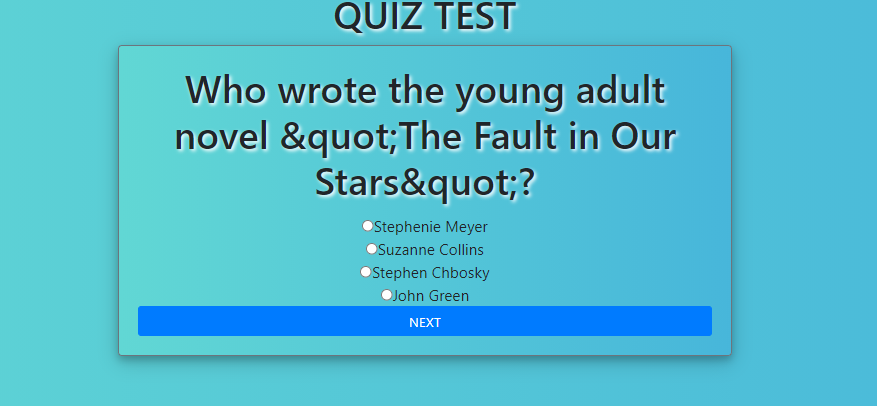 QUIZ TEST
Who wrote the young adult
novel &quot;The Fault in Our
Stars&quot;?
Stephenie Meyer
Suzanne Collins
Stephen Chbosky
John Green
NEXT